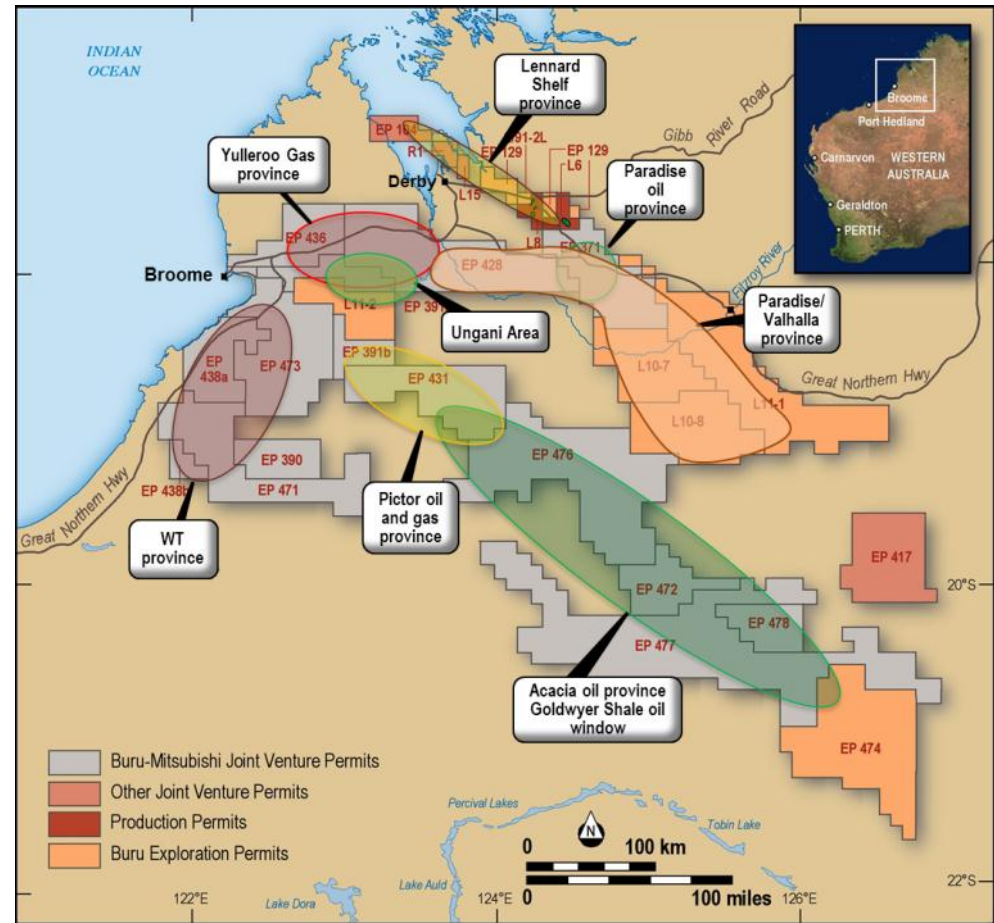 INDIAN
OCEAN
Lennard
Shelf
province
Broome
Port Hedland
Carnarvon
WESTERN
AUSTRALIA
Geraldton
PERTH
Gibb River Road
EP 104
R1
EP 129
EP 129
L6
L15
L8
Yulleroo Gas
province
Derby
Paradise
oil
province
EP 371
EP 436
EP 428
Broome
Fitzroy River
L11-2
EP 391
Ungani Area
Paradise/
Valhalla
province
EP 391b
EP 438a
EP 473
EP 431
L10-7
L10-8
L11-1
Great Northern Hwy
EP 390
EP 476
EP 438b
EP 471
Great Northern Hwy
WT
province
Pictor oil
and gas
province
EP 417
20°S
EP 472
EP 478
EP 477
Acacia oil province
Goldwyer Shale oil
window
EP 474
Buru-Mitsubishi Joint Venture Permits
Other Joint Venture Permits
Production Permits
Buru Exploration Permits
Percival Lakes
Tobin Lake
N
0 100 km
0 100 miles
Lake Auld
Lake Dora
122°E
124°E
126°E
22°S